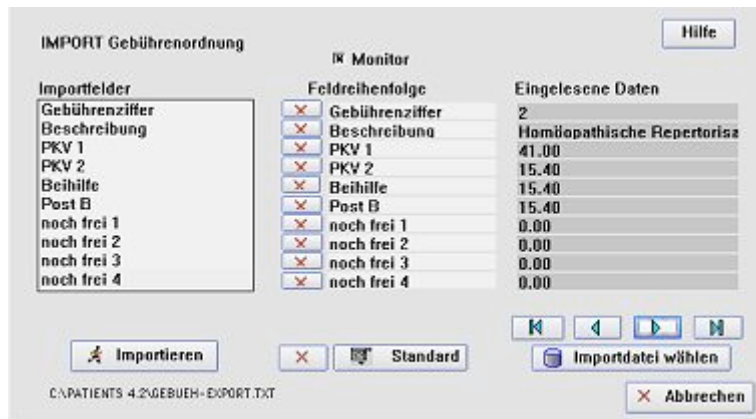 IMPORT Gebührenordnung
Hilfe
Monitor
Importfelder
Gebührenziffer
Beschreibung
PKV 1
PKV 2
Beihilfe
Post B
noch frei 1
noch frei 2
noch frei 3
noch frei 4
Feldreihenfolge
Gebührenziffer
Beschreibung
PKV 1
PKV 2
Beihilfe
Post B
noch frei 1
noch frei 2
noch frei 3
noch frei 4
Eingelesene Daten
2
Homöopathische Repertorisa
41.00
15.40
15.40
15.40
0.00
0.00
0.00
0.00
Importieren
Standard
Importdatei wählen
C:\PATIENTS 4.2\GEBUEH-EXPORT.TXT
Abbrechen